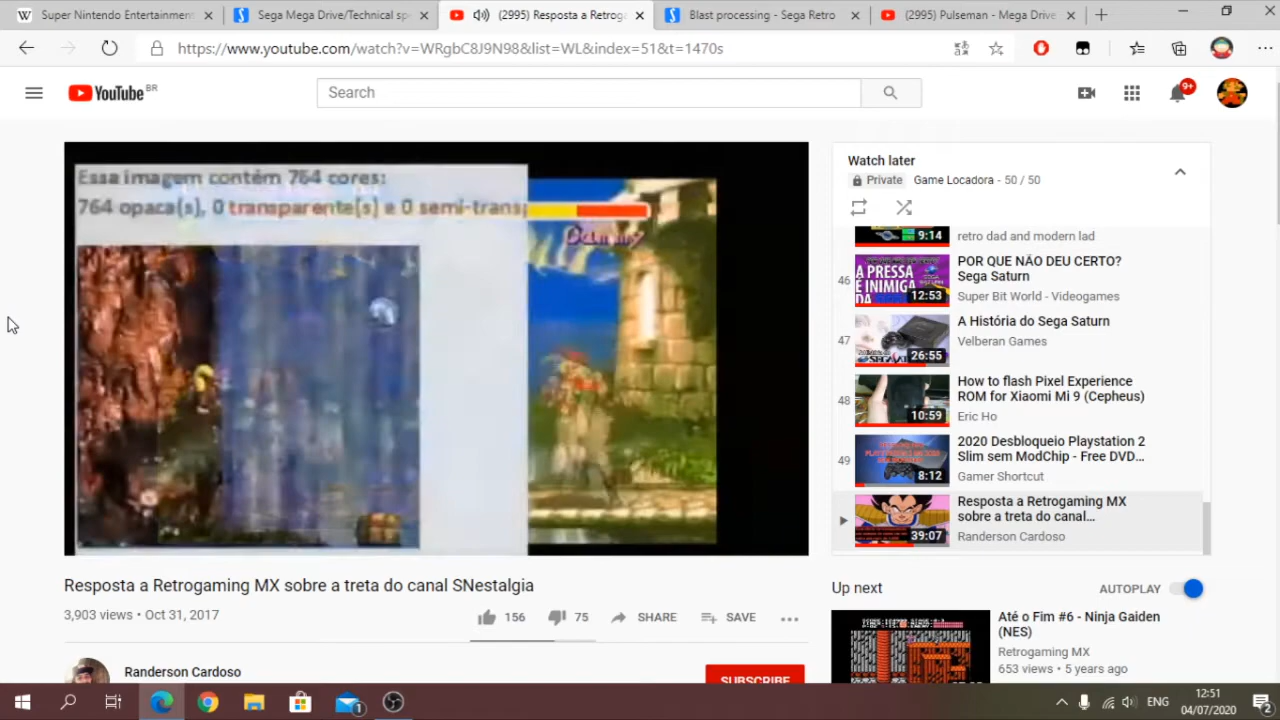 Super Nintendo Entertainment
Sega Mega Drive/Technical sp
(2995) Resposta a Retroga
Blast processing - Sega Retro
(2995) Pulseman - Mega Drive
https://www.youtube.com/watch?v=WRgbC8J9N98&list=WL&index=51&t=1470s
YouTube BR
Search
9+
Essa imagem contém 764 cores:
764 opaca(s), 0 transparente(s) e 0 semi-transp
Cammy
Watch later
Private Game Locadora - 50 / 50
9:14
retro dad and modern lad
46
A PRESSA
É INIMIGA
DA
12:53
POR QUE NÃO DEU CERTO?
Sega Saturn
Super Bit World - Videogames
47
26:55
A História do Sega Saturn
Velberan Games
48
10:59
How to flash Pixel Experience
ROM for Xiaomi Mi 9 (Cepheus)
Eric Ho
49
8:12
2020 Desbloqueio Playstation 2
Slim sem ModChip - Free DVD...
Gamer Shortcut
39:07
Resposta a Retrogaming MX
sobre a treta do canal...
Randerson Cardoso
Resposta a Retrogaming MX sobre a treta do canal SNestalgia
3,903 views • Oct 31, 2017
156
75
SHARE
SAVE
Randerson Cardoso
SUBSCRIBE
Up next
AUTOPLAY
Até o Fim #6 - Ninja Gaiden
(NES)
Retrogaming MX
653 views • 5 years ago
1
ENG
12:51
04/07/2020
2